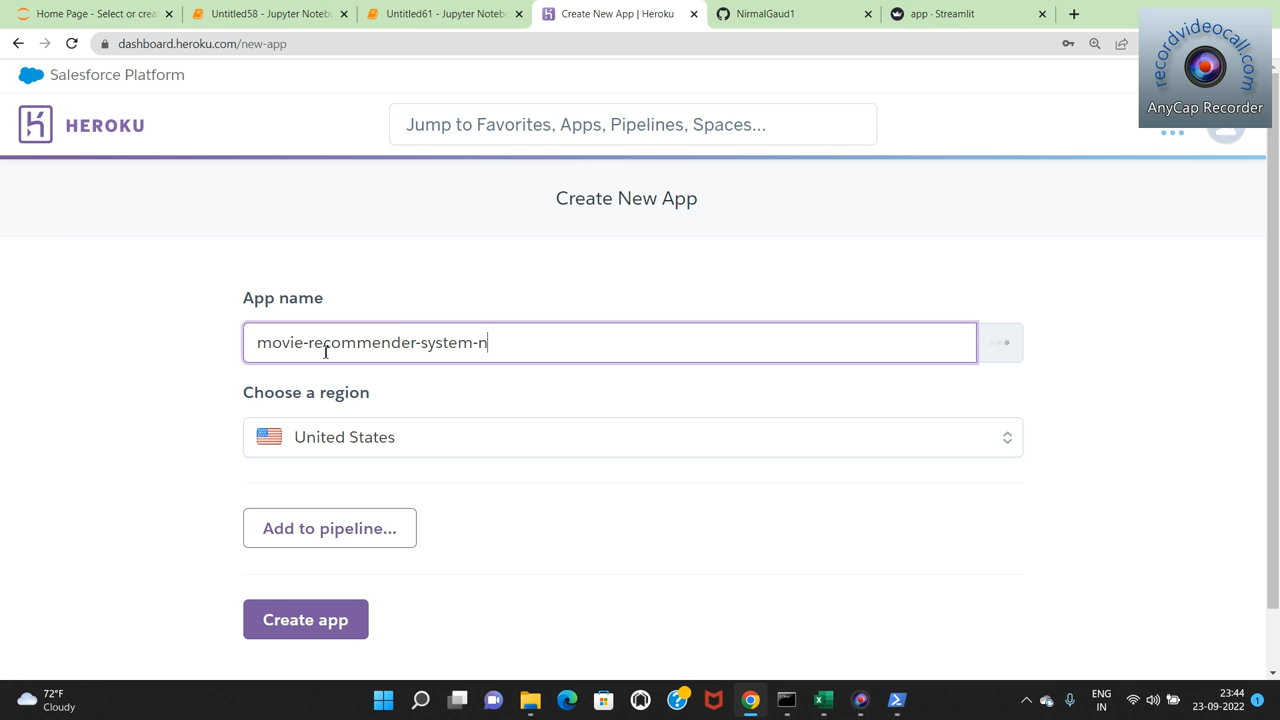 Home Page - Select or crea
Untitled58 - Jupyter Noteb
Untitled61 - Jupyter Noteb
Create New App | Heroku
NirmalGaud1
app · Streamlit
dashboard.heroku.com/new-app
Salesforce Platform
HEROKU
Jump to Favorites, Apps, Pipelines, Spaces...
recordvideocall.com
AnyCap Recorder
Create New App
App name
movie-recommender-system-n
Choose a region
United States
Add to pipeline...
Create app
72°F
Cloudy
ENG
IN
23:44
23-09-2022
1